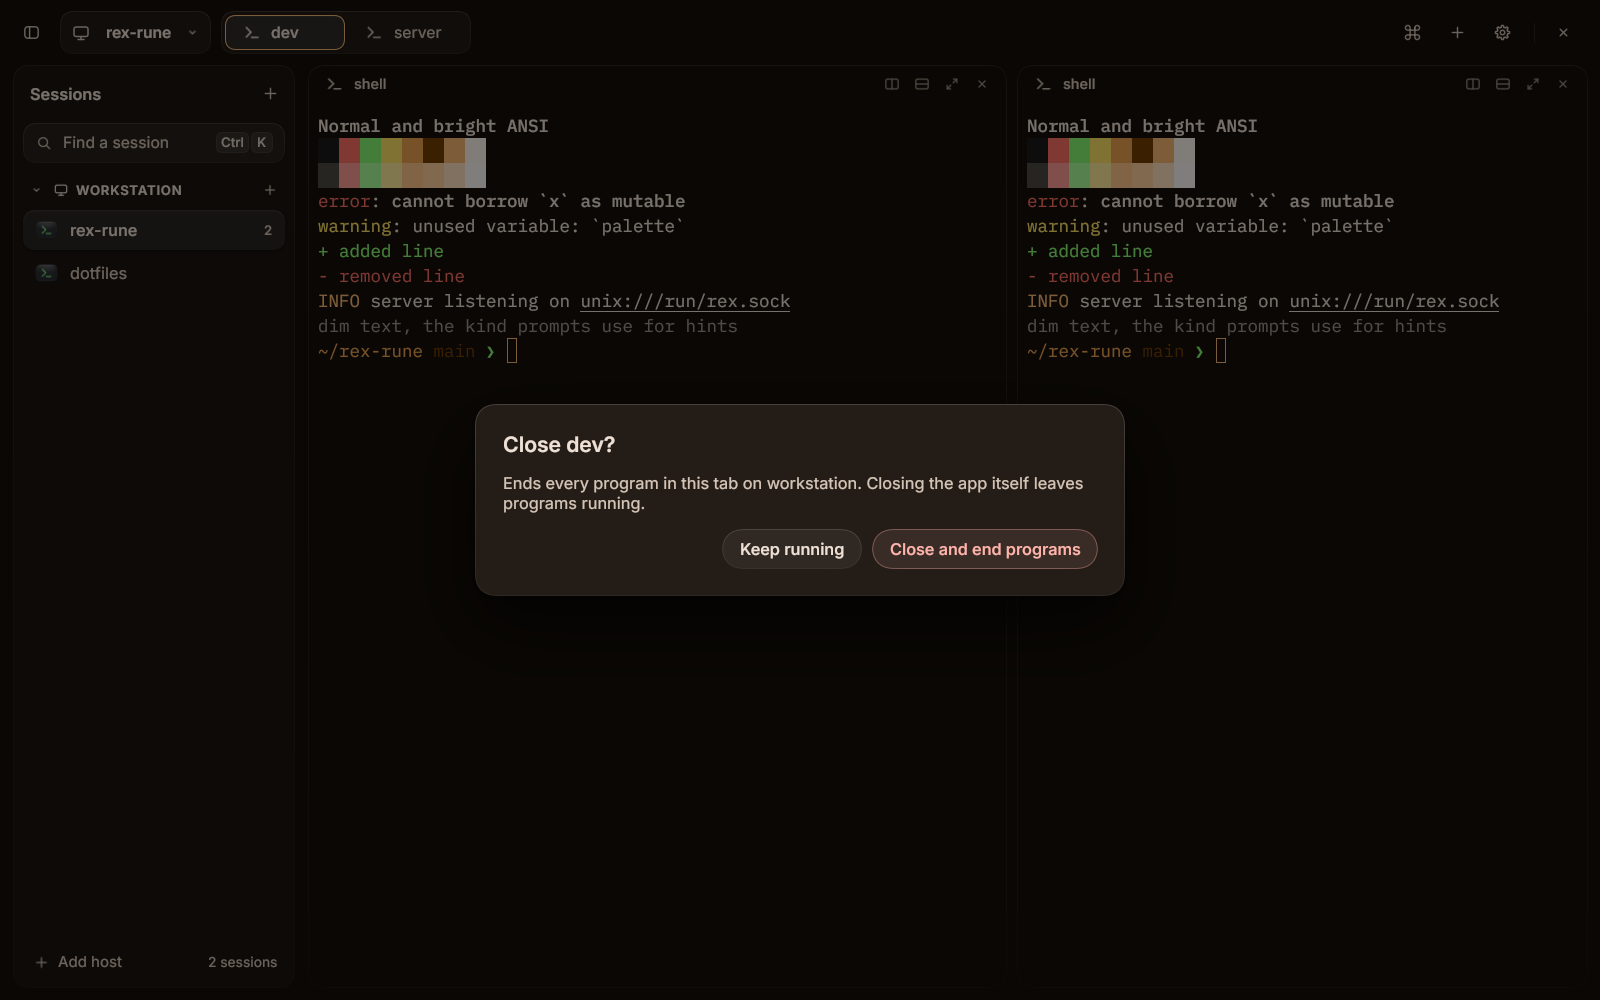 rex-rune
dev
server
Sessions
Find a session
Ctrl K
WORKSTATION
rex-rune
2
dotfiles
Add host
2 sessions
shell
Normal and bright ANSI
error: cannot borrow `x` as mutable
warning: unused variable: `palette`
+ added line
- removed line
INFO server listening on unix:///run/rex.sock
dim text, the kind prompts use for hints
~/rex-rune main ❯
shell
Normal and bright ANSI
error: cannot borrow `x` as mutable
warning: unused variable: `palette`
+ added line
- removed line
INFO server listening on unix:///run/rex.sock
dim text, the kind prompts use for hints
~/rex-rune main ❯
Close dev?
Ends every program in this tab on workstation. Closing the app itself leaves
programs running.
Keep running
Close and end programs